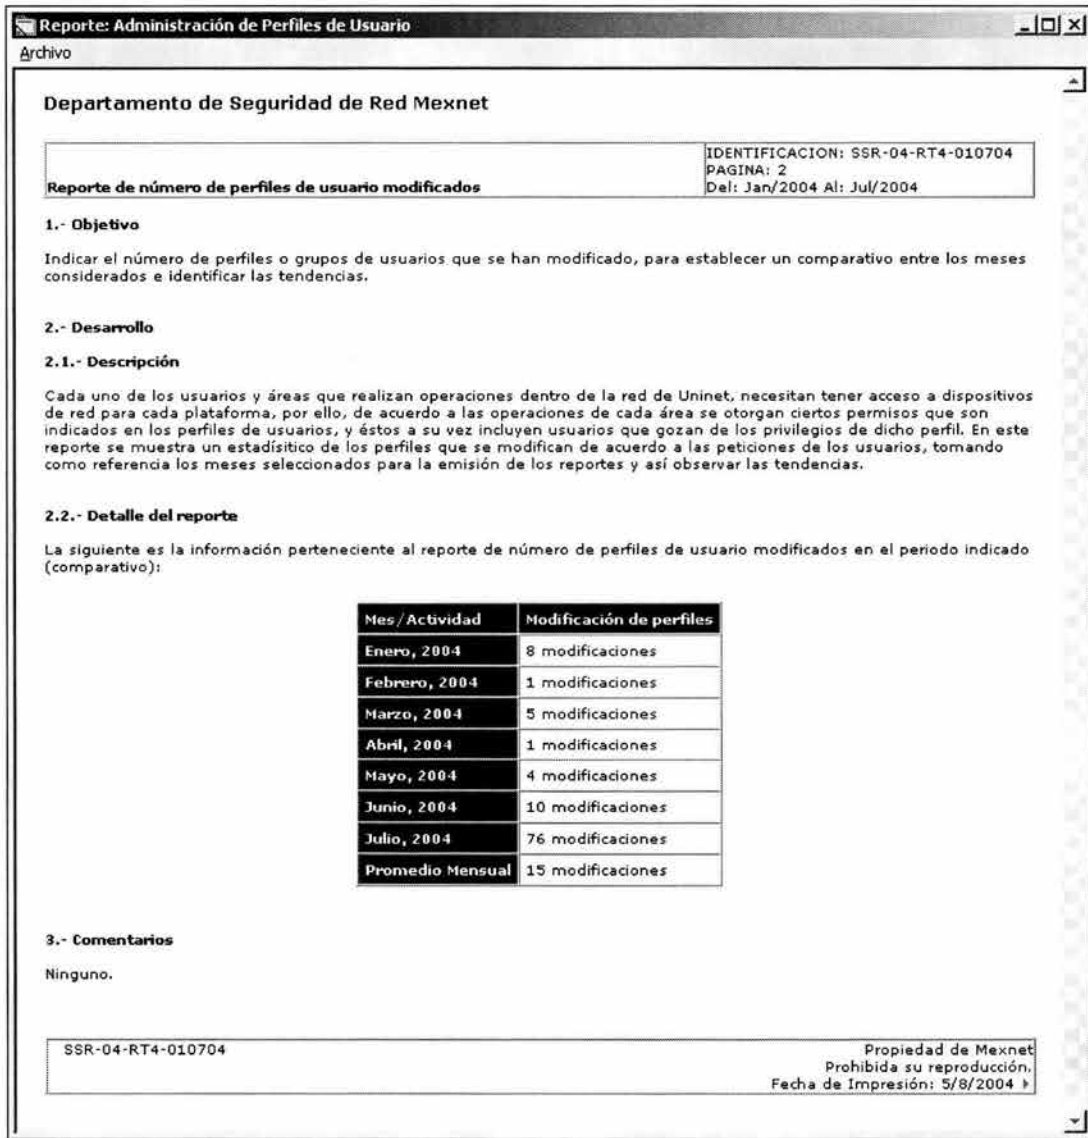 Reporte: Administración de Perfiles de Usuario
Archivo
Departamento de Seguridad de Red Mexnet
Reporte de número de perfiles de usuario modificados
IDENTIFICACION: SSR-04-RT4-010704
PAGINA: 2
Del: Jan/2004 Al: Jul/2004
1.- Objetivo
Indicar el número de perfiles o grupos de usuarios que se han modificado, para establecer un comparativo entre los meses
considerados e identificar las tendencias.
2.- Desarrollo
2.1.- Descripción
Cada uno de los usuarios y áreas que realizan operaciones dentro de la red de Uninet, necesitan tener acceso a dispositivos
de red para cada plataforma, por ello, de acuerdo a las operaciones de cada área se otorgan ciertos permisos que son
indicados en los perfiles de usuarios, y éstos a su vez incluyen usuarios que gozan de los privilegios de dicho perfil. En este
reporte se muestra un estadísitico de los perfiles que se modifican de acuerdo a las peticiones de los usuarios, tomando
como referencia los meses seleccionados para la emisión de los reportes y así observar las tendencias.
2.2.- Detalle del reporte
La siguiente es la información perteneciente al reporte de número de perfiles de usuario modificados en el periodo indicado
(comparativo):
Mes/Actividad Modificación de perfiles
Enero, 2004 8 modificaciones
Febrero, 2004 1 modificaciones
Marzo, 2004 5 modificaciones
Abril, 2004 1 modificaciones
Mayo, 2004 4 modificaciones
Junio, 2004 10 modificaciones
Julio, 2004 76 modificaciones
Promedio Mensual 15 modificaciones
3.- Comentarios
Ninguno.
SSR-04-RT4-010704
Propiedad de Mexnet
Prohibida su reproducción.
Fecha de Impresión: 5/8/2004